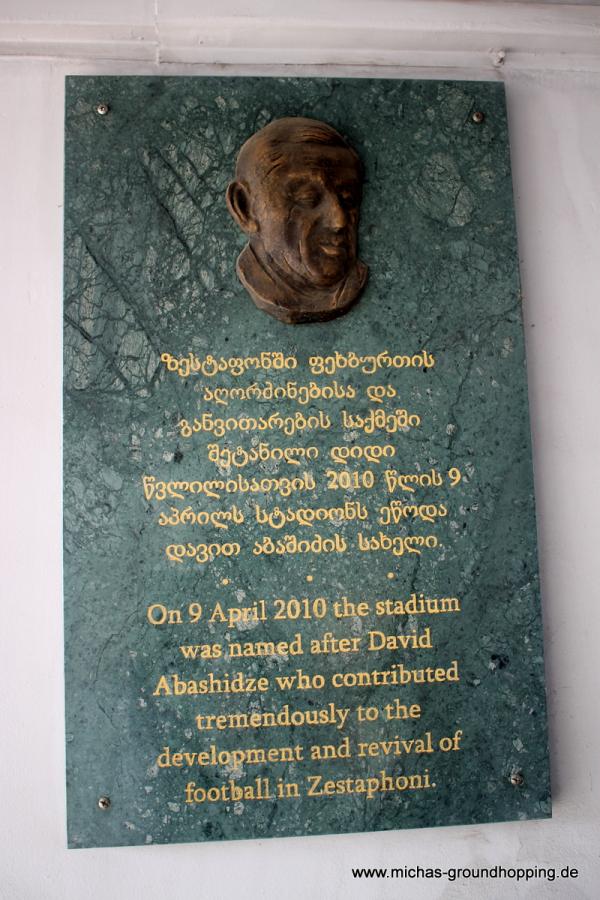 ზესტაფონში ფეხბურთის
აღორძინებისა და
განვითარების საქმეში
შეტანილი დიდი
წვლილისათვის 2010 წლის 9
აპრილს სტადიონს ეწოდა
დავით აბაშიძის სახელი.
• • •
On 9 April 2010 the stadium
was named after David
Abashidze who contributed
tremendously to the
development and revival of
football in Zestaphoni.
www.michas-groundhopping.de